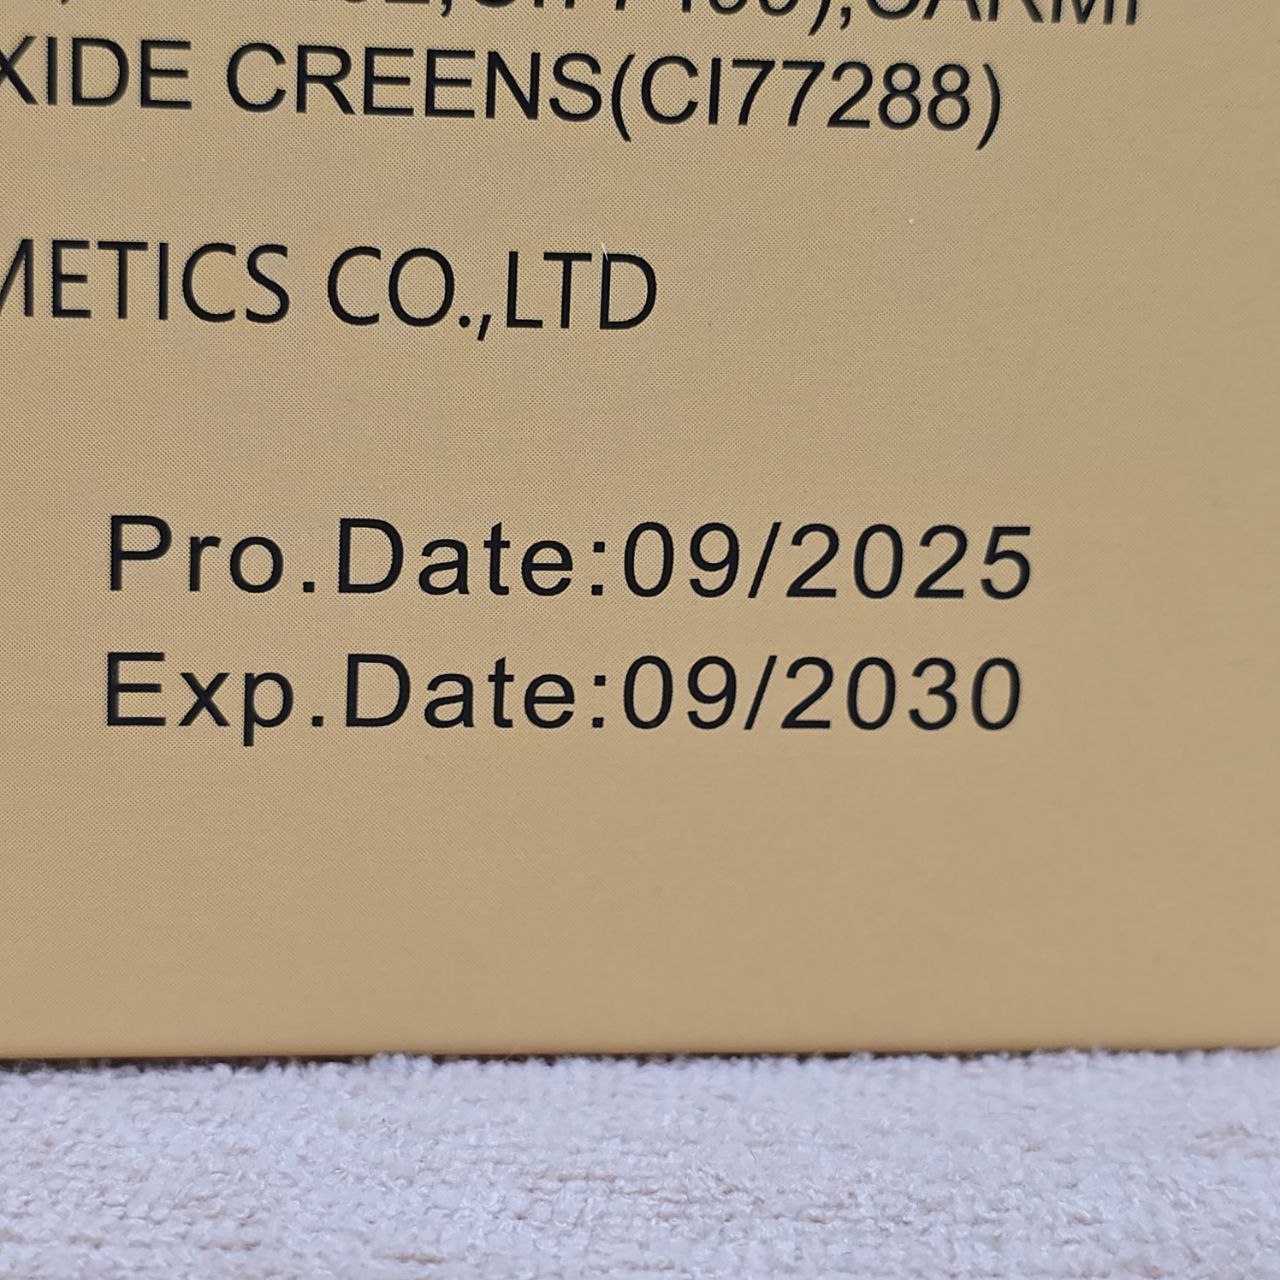 XIDE CREENS(CI77288)
METICS CO.,LTD
Pro.Date:09/2025
Exp.Date:09/2030